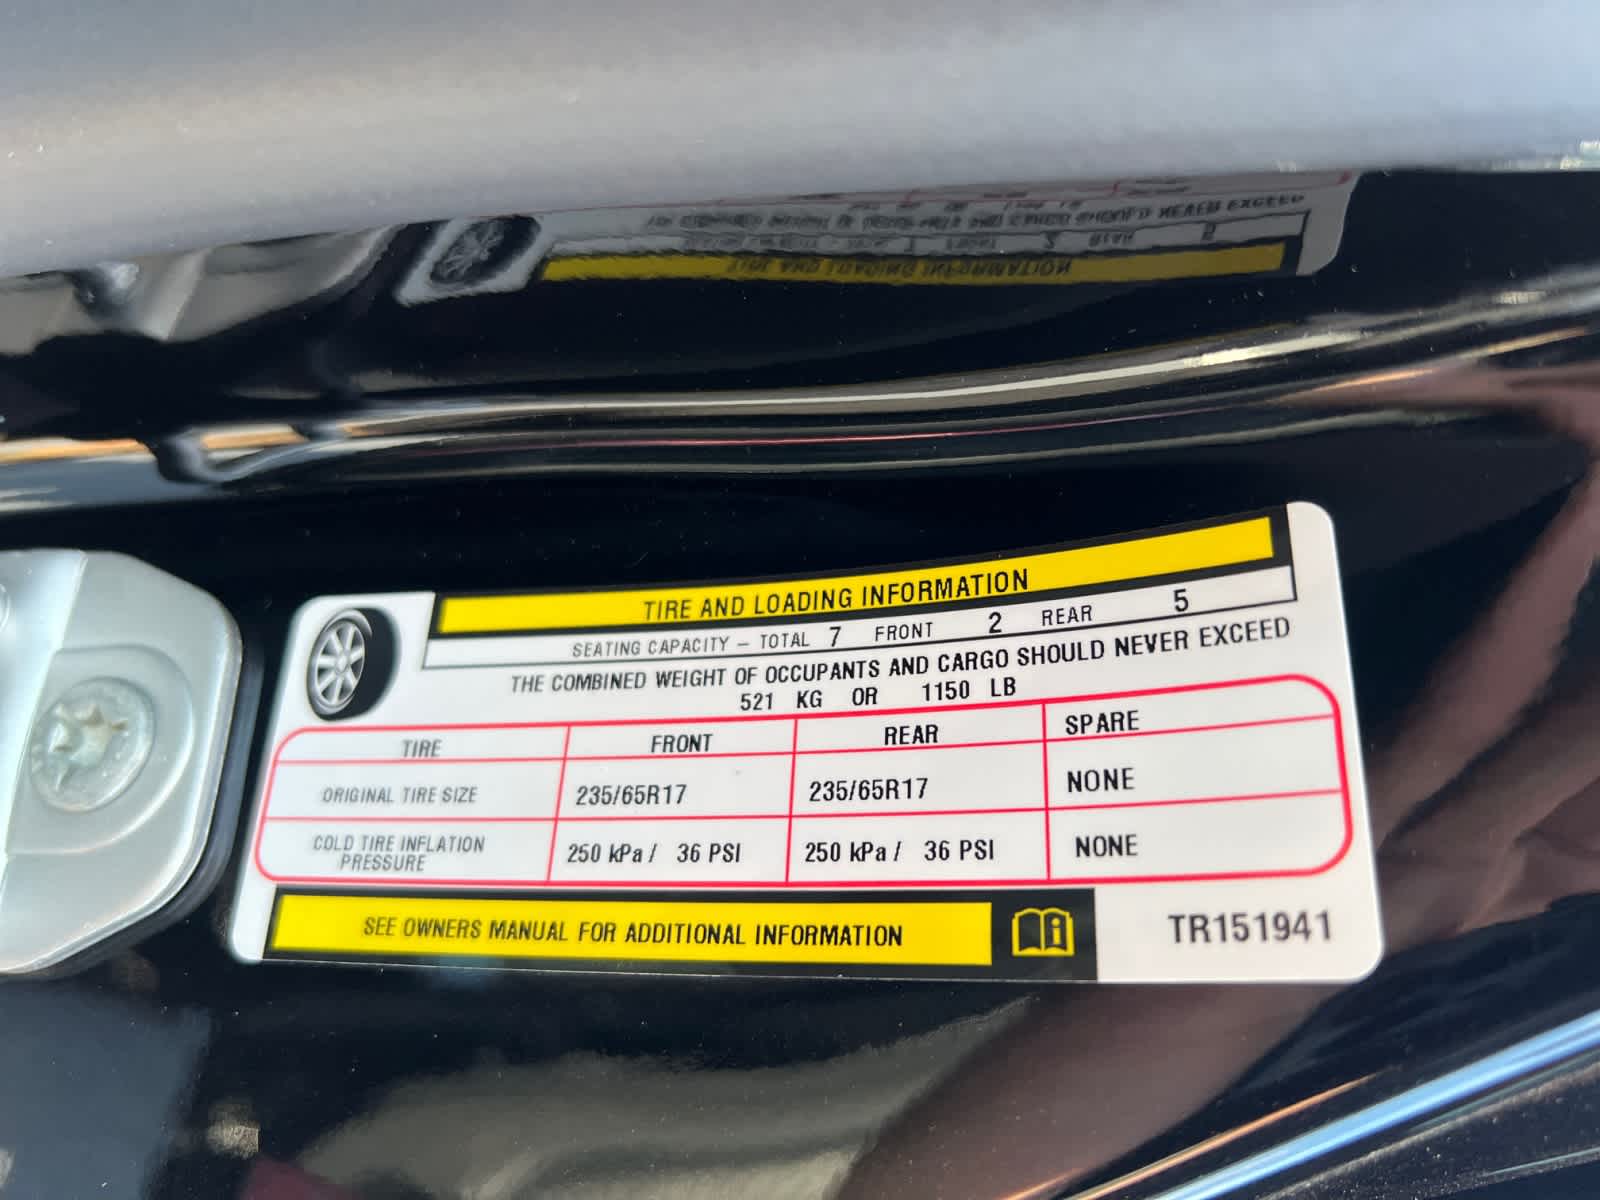 TIRE AND LOADING INFORMATION
SEATING CAPACITY – TOTAL 7 FRONT 2 REAR 5
THE COMBINED WEIGHT OF OCCUPANTS AND CARGO SHOULD NEVER EXCEED
521 KG OR 1150 LB
TIRE FRONT REAR SPARE
ORIGINAL TIRE SIZE 235/65R17 235/65R17 NONE
COLD TIRE INFLATION
PRESSURE 250 kPa / 36 PSI 250 kPa / 36 PSI NONE
SEE OWNERS MANUAL FOR ADDITIONAL INFORMATION
TR151941